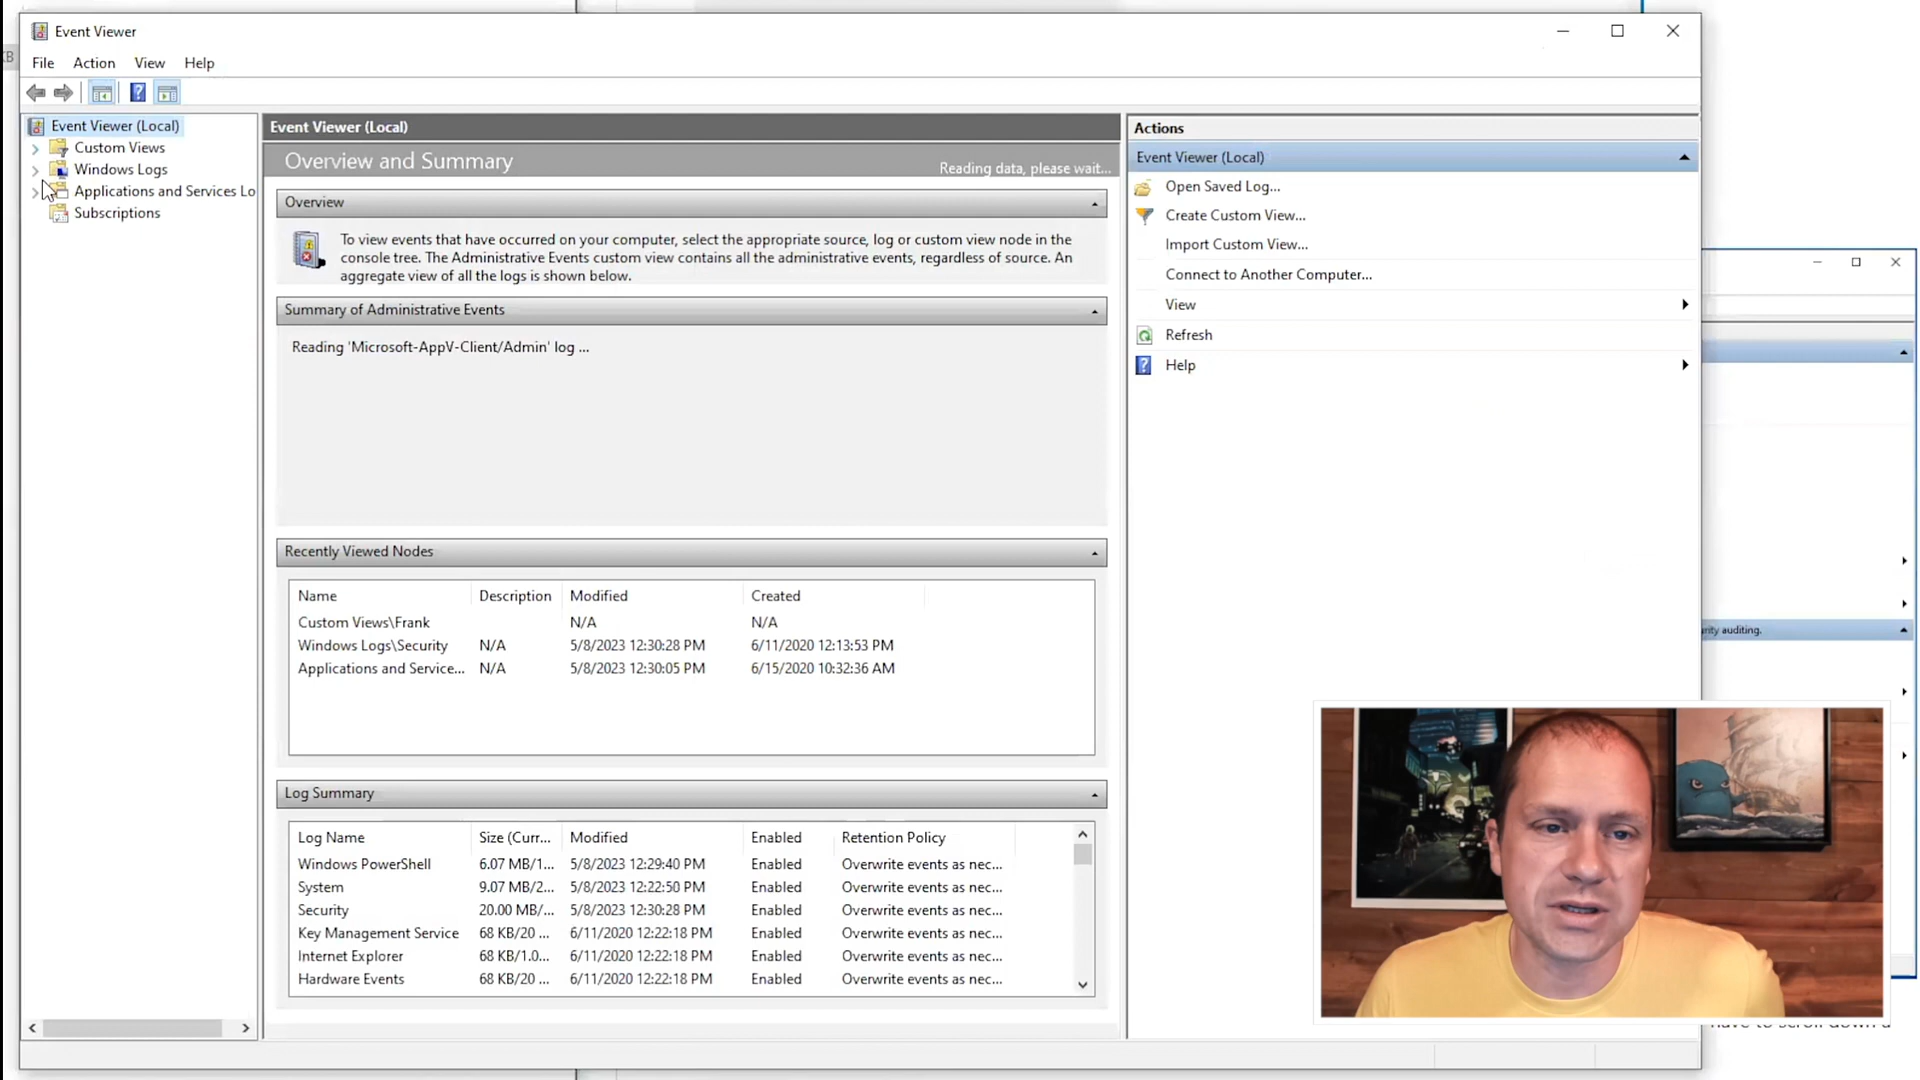 KB
Event Viewer
File Action View Help
Event Viewer (Local)
Custom Views
Windows Logs
Applications and Services Lo
Subscriptions
Event Viewer (Local)
Overview and Summary
Reading data, please wait...
Overview
To view events that have occurred on your computer, select the appropriate source, log or custom view node in the
console tree. The Administrative Events custom view contains all the administrative events, regardless of source. An
aggregate view of all the logs is shown below.
Summary of Administrative Events
Reading 'Microsoft-AppV-Client/Admin' log ...
Recently Viewed Nodes
Name Description Modified Created
Custom Views\Frank N/A N/A
Windows Logs\Security N/A 5/8/2023 12:30:28 PM 6/11/2020 12:13:53 PM
Applications and Service... N/A 5/8/2023 12:30:05 PM 6/15/2020 10:32:36 AM
Log Summary
Log Name Size (Curr... Modified Enabled Retention Policy
Windows PowerShell 6.07 MB/1... 5/8/2023 12:29:40 PM Enabled Overwrite events as nec...
System 9.07 MB/2... 5/8/2023 12:22:50 PM Enabled Overwrite events as nec...
Security 20.00 MB/... 5/8/2023 12:30:28 PM Enabled Overwrite events as nec...
Key Management Service 68 KB/20 ... 6/11/2020 12:22:18 PM Enabled Overwrite events as nec...
Internet Explorer 68 KB/1.0... 6/11/2020 12:22:18 PM Enabled Overwrite events as nec...
Hardware Events 68 KB/20 ... 6/11/2020 12:22:18 PM Enabled Overwrite events as nec...
Actions
Event Viewer (Local)
Open Saved Log...
Create Custom View...
Import Custom View...
Connect to Another Computer...
View
Refresh
Help
auditing.